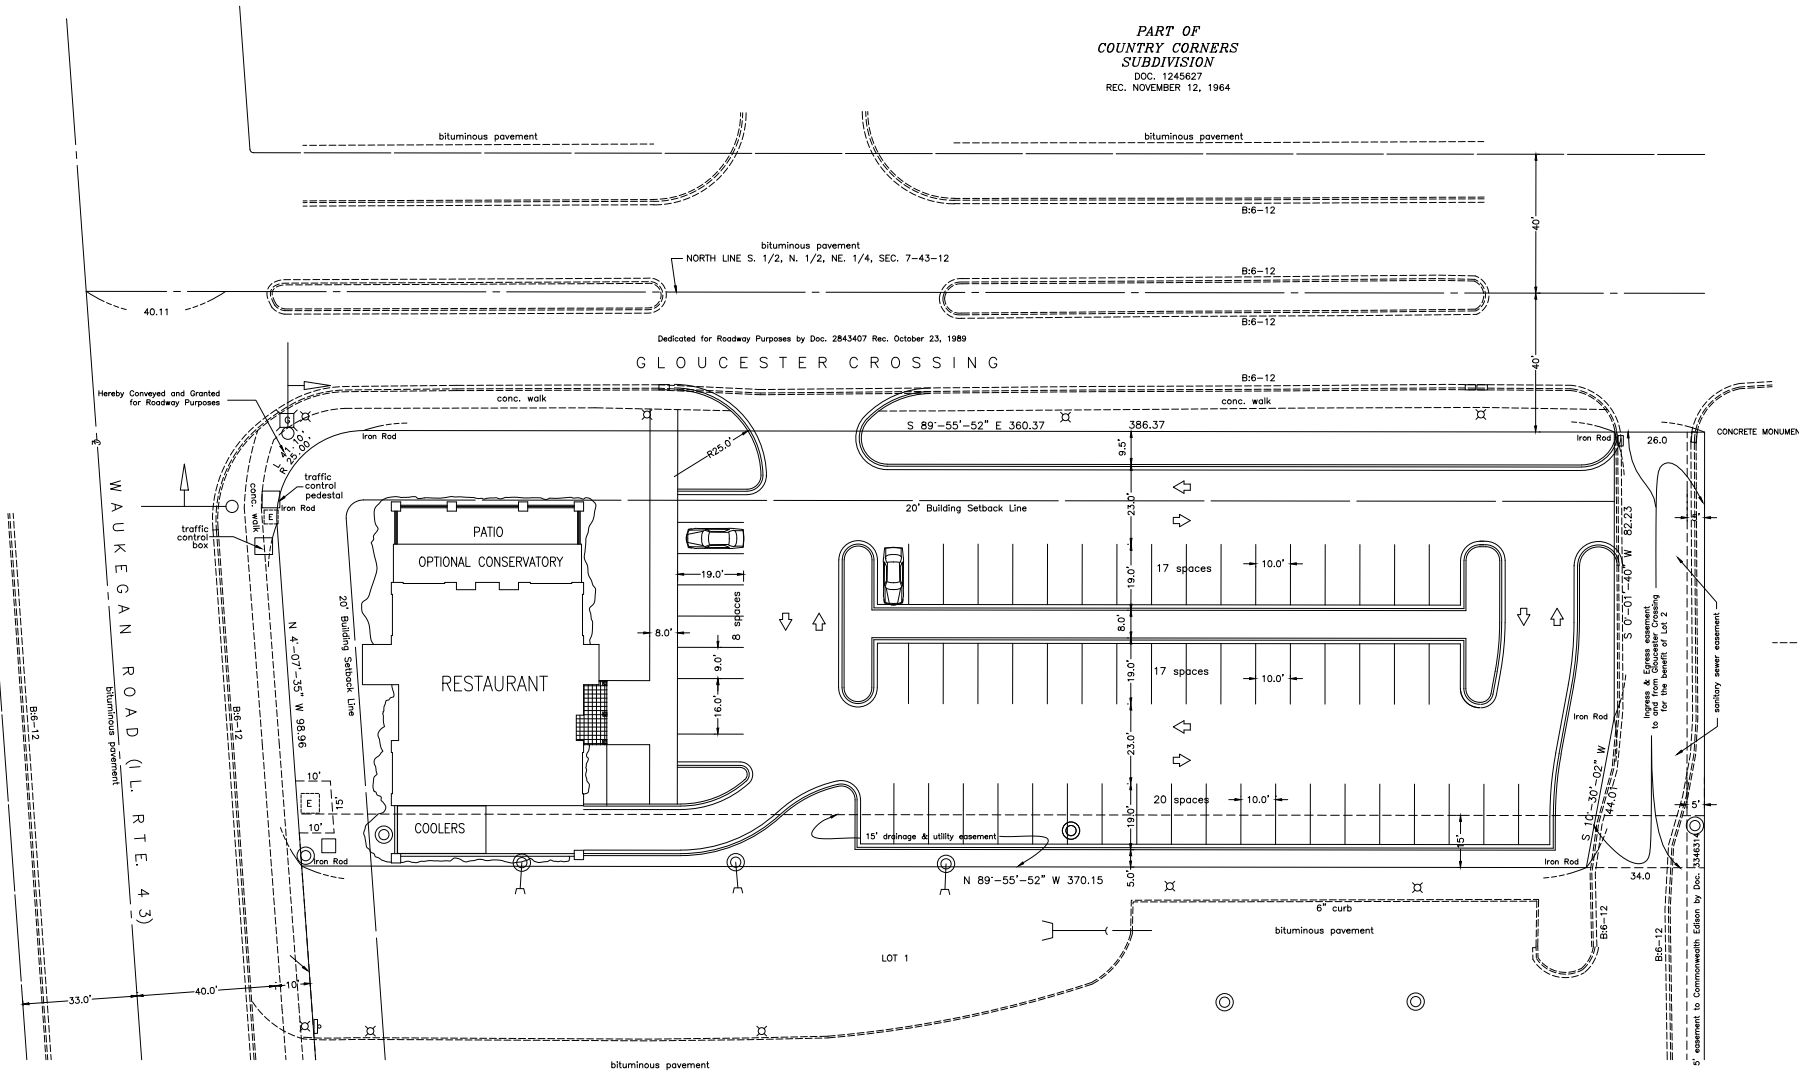 PART OF
COUNTRY CORNERS
SUBDIVISION
DOC. 1245627
REC. NOVEMBER 12, 1964
bituminous pavement
bituminous pavement
B:6-12
40'
bituminous pavement
NORTH LINE S. 1/2, N. 1/2, NE. 1/4, SEC. 7-43-12
B:6-12
40.11
B:6-12
Dedicated for Roadway Purposes by Doc. 2843407 Rec. October 23, 1989
GLOUCESTER CROSSING
40'
B:6-12
Hereby Conveyed and Granted
for Roadway Purposes
conc. walk
conc. walk
G
Iron Rod
L 41.10'
R 25.00'
R25.0'
S 89°-55'-52" E 360.37
386.37
Iron Rod
26.0
CONCRETE MONUMENT
9.5'
traffic
control
pedestal
Iron Rod
conc. walk
E
traffic
control
box
20' Building Setback Line
23.0'
5'
PATIO
OPTIONAL CONSERVATORY
19.0'
8 spaces
17 spaces
10.0'
19.0'
8.0'
8.0'
9.0'
16.0'
17 spaces
10.0'
19.0'
RESTAURANT
20' Building Setback Line
N 4°-07'-35" W 98.96
WAUKEGAN ROAD (IL. RTE. 43)
bituminous pavement
B:6-12
B:6-12
S 0°-01'-40" W 82.23
Ingress & Egress easement
to and from Gloucester Crossing
for the benefit of Lot 2
sanitary sewer easement
Iron Rod
23.0'
S 10°-30'-02" W
44.01
10'
E
15'
10'
20 spaces
10.0'
19.0'
5'
COOLERS
15' drainage & utility easement
15'
Iron Rod
Iron Rod
N 89°-55'-52" W 370.15
5.0'
34.0
6" curb
bituminous pavement
B:6-12
B:6-12
LOT 1
33.0'
40.0'
10'
5' easement to Commonwealth Edison by Doc. 3346314
bituminous pavement